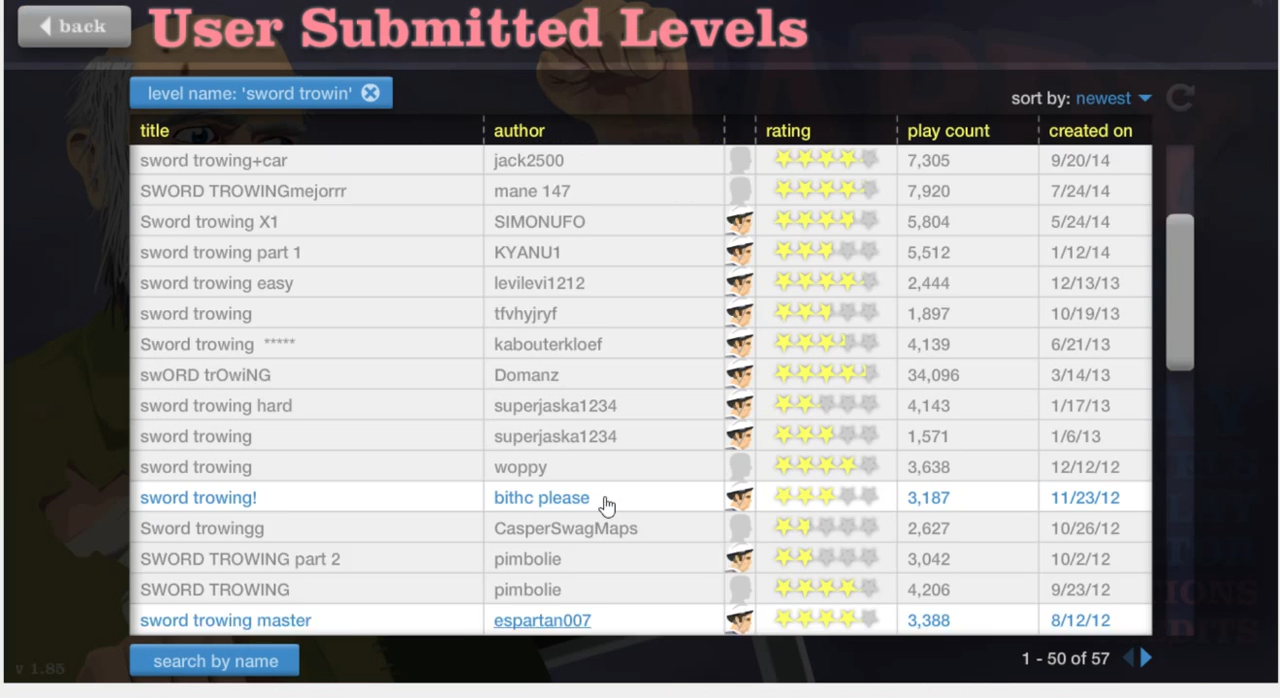 back
User Submitted Levels
level name: 'sword trowin'
sort by: newest
title author rating play count created on
sword trowing+car jack2500 7,305 9/20/14
SWORD TROWINGmejorrr mane 147 7,920 7/24/14
Sword trowing X1 SIMONUFO 5,804 5/24/14
sword trowing part 1 KYANU1 5,512 1/12/14
sword trowing easy levilevi1212 2,444 12/13/13
sword trowing tfvhyjryf 1,897 10/19/13
Sword trowing ***** kabouterkloef 4,139 6/21/13
swORD trOwiNG Domanz 34,096 3/14/13
sword trowing hard superjaska1234 4,143 1/17/13
sword trowing superjaska1234 1,571 1/6/13
sword trowing woppy 3,638 12/12/12
sword trowing! bithc please 3,187 11/23/12
Sword trowingg CasperSwagMaps 2,627 10/26/12
SWORD TROWING part 2 pimbolie 3,042 10/2/12
SWORD TROWING pimbolie 4,206 9/23/12
sword trowing master espartan007 3,388 8/12/12
search by name
1 - 50 of 57
v 1.85